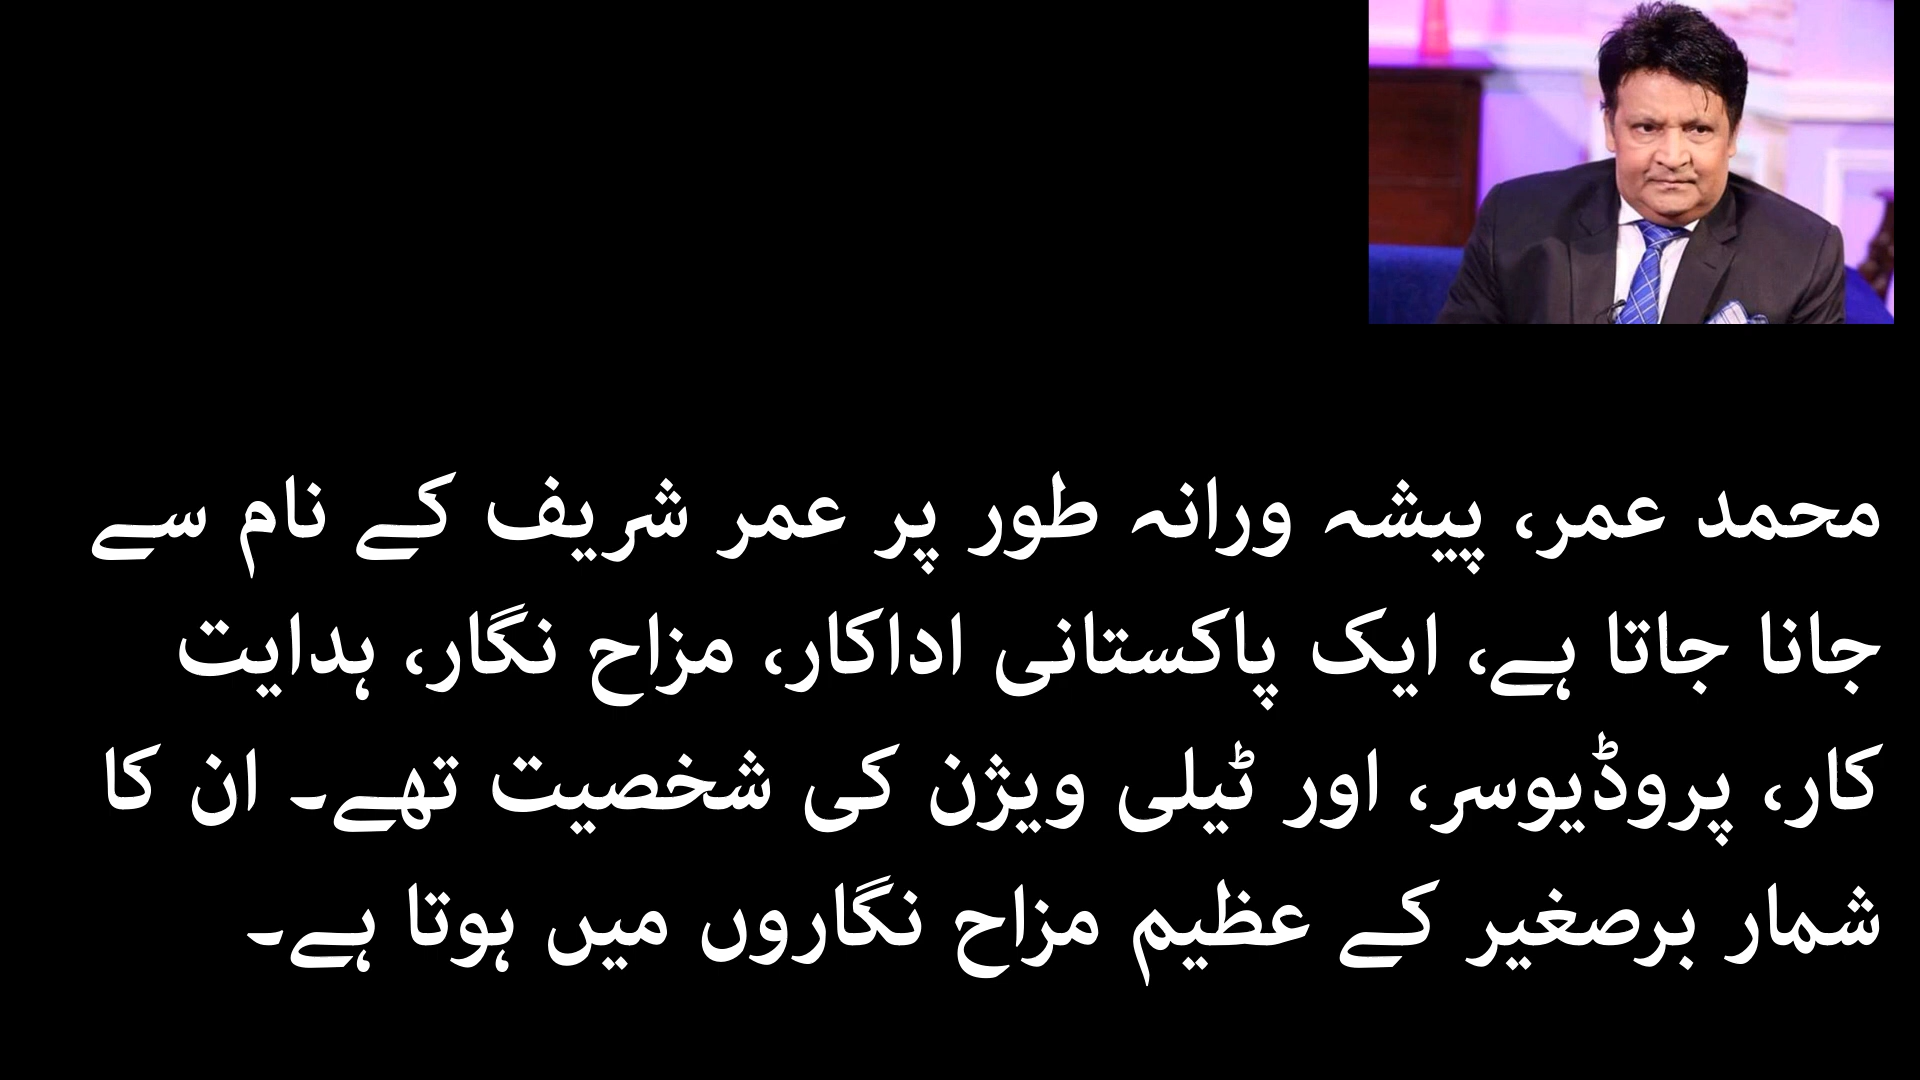 محمد عمر، پیشہ ورانہ طور پر عمر شریف کے نام سے
جانا جاتا ہے، ایک پاکستانی اداکار، مزاح نگار، ہدایت
کار، پروڈیوسر، اور ٹیلی ویژن کی شخصیت تھے۔ ان کا
شمار برصغیر کے عظیم مزاح نگاروں میں ہوتا ہے۔